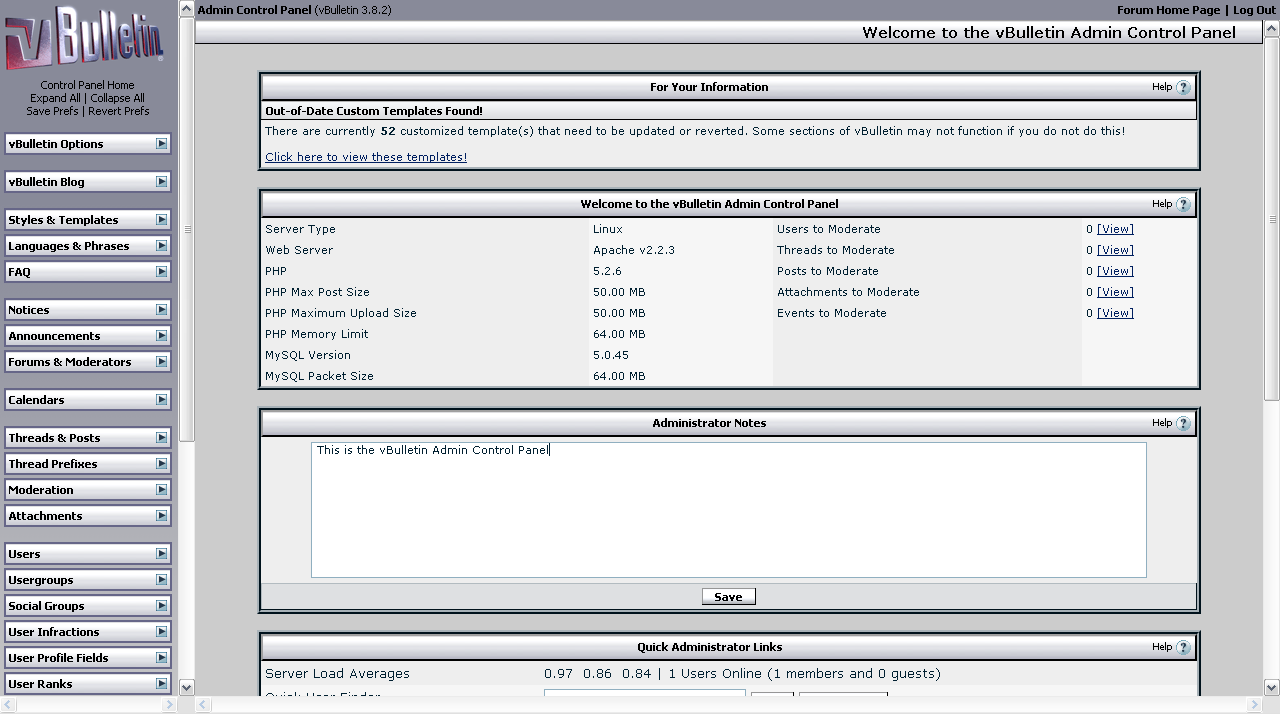 vBulletin
Control Panel Home
Expand All | Collapse All
Save Prefs | Revert Prefs
vBulletin Options
vBulletin Blog
Styles & Templates
Languages & Phrases
FAQ
Notices
Announcements
Forums & Moderators
Calendars
Threads & Posts
Thread Prefixes
Moderation
Attachments
Users
Usergroups
Social Groups
User Infractions
User Profile Fields
User Ranks
Admin Control Panel (vBulletin 3.8.2) Forum Home Page | Log Out
Welcome to the vBulletin Admin Control Panel
For Your Information Help ?
Out-of-Date Custom Templates Found!
There are currently 52 customized template(s) that need to be updated or reverted. Some sections of vBulletin may not function if you do not do this!
Click here to view these templates!
Welcome to the vBulletin Admin Control Panel Help ?
Server Type Linux Users to Moderate 0 [View]
Web Server Apache v2.2.3 Threads to Moderate 0 [View]
PHP 5.2.6 Posts to Moderate 0 [View]
PHP Max Post Size 50.00 MB Attachments to Moderate 0 [View]
PHP Maximum Upload Size 50.00 MB Events to Moderate 0 [View]
PHP Memory Limit 64.00 MB
MySQL Version 5.0.45
MySQL Packet Size 64.00 MB
Administrator Notes Help ?
This is the vBulletin Admin Control Panel
Save
Quick Administrator Links Help ?
Server Load Averages 0.97 0.86 0.84 | 1 Users Online (1 members and 0 guests)
Quick User Finder